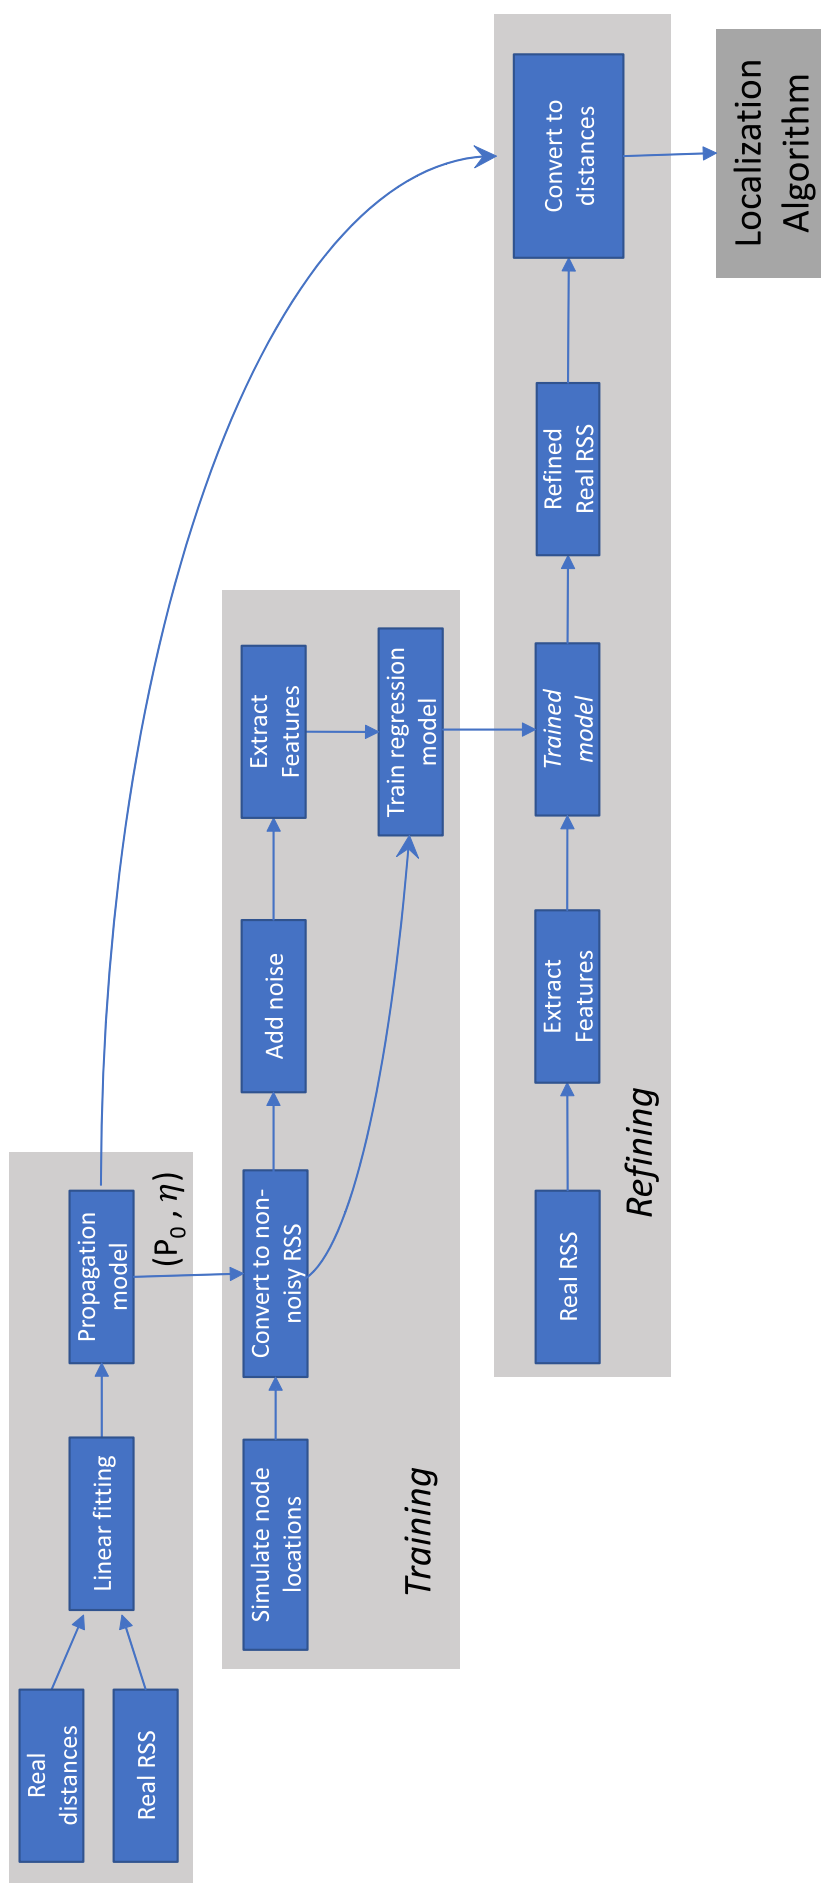 Real
distances
Real RSS
Linear fitting
Propagation
model
(P₀ , η)
Simulate node
locations
Convert to non-
noisy RSS
Add noise
Extract
Features
Train regression
model
Training
Real RSS
Extract
Features
Trained
model
Refined
Real RSS
Convert to
distances
Refining
Localization
Algorithm